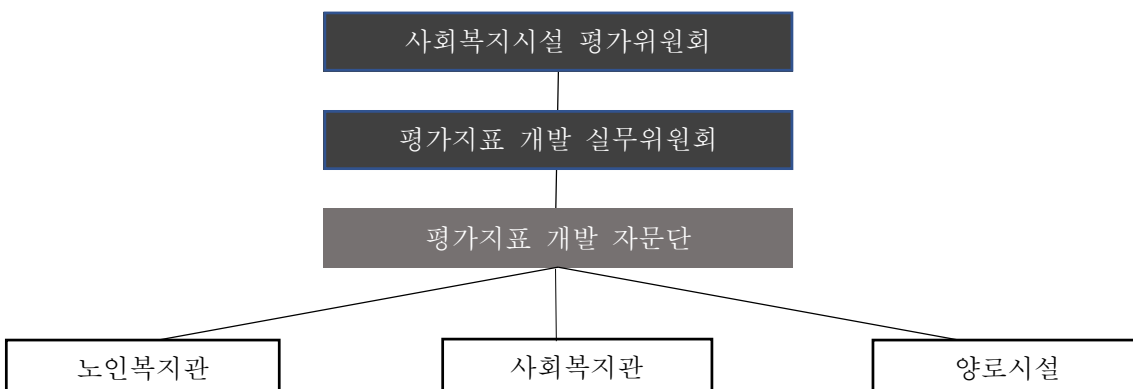 사회복지시설 평가위원회
평가지표 개발 실무위원회
평가지표 개발 자문단
노인복지관
사회복지관
양로시설